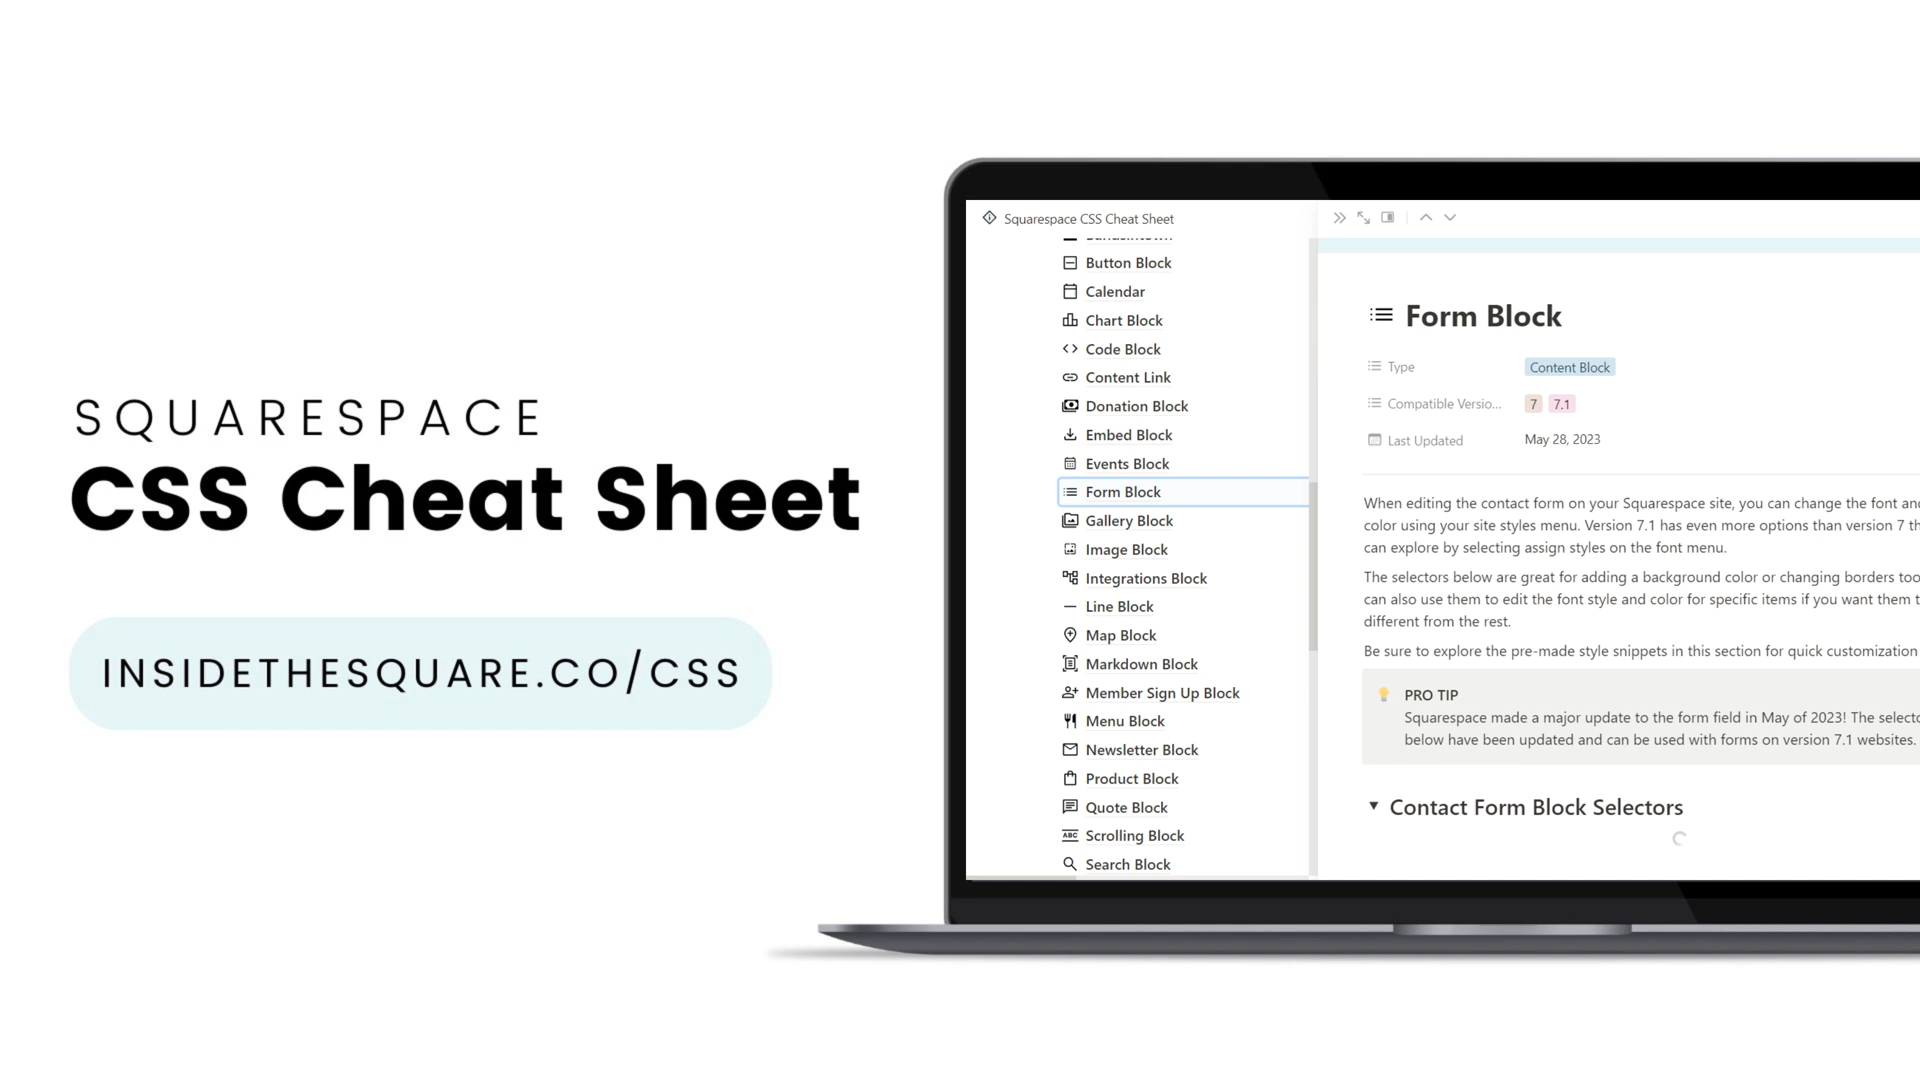 SQUARESPACE
CSS Cheat Sheet
INSIDETHESQUARE.CO/CSS
Squarespace CSS Cheat Sheet
Button Block
Calendar
Chart Block
Code Block
Content Link
Donation Block
Embed Block
Events Block
Form Block
Gallery Block
Image Block
Integrations Block
Line Block
Map Block
Markdown Block
Member Sign Up Block
Menu Block
Newsletter Block
Product Block
Quote Block
ABC Scrolling Block
Search Block
Form Block
Type Content Block
Compatible Versio... 7 7.1
Last Updated May 28, 2023
When editing the contact form on your Squarespace site, you can change the font and
color using your site styles menu. Version 7.1 has even more options than version 7 th
can explore by selecting assign styles on the font menu.
The selectors below are great for adding a background color or changing borders too
can also use them to edit the font style and color for specific items if you want them t
different from the rest.
Be sure to explore the pre-made style snippets in this section for quick customization
PRO TIP
Squarespace made a major update to the form field in May of 2023! The selecto
below have been updated and can be used with forms on version 7.1 websites.
Contact Form Block Selectors